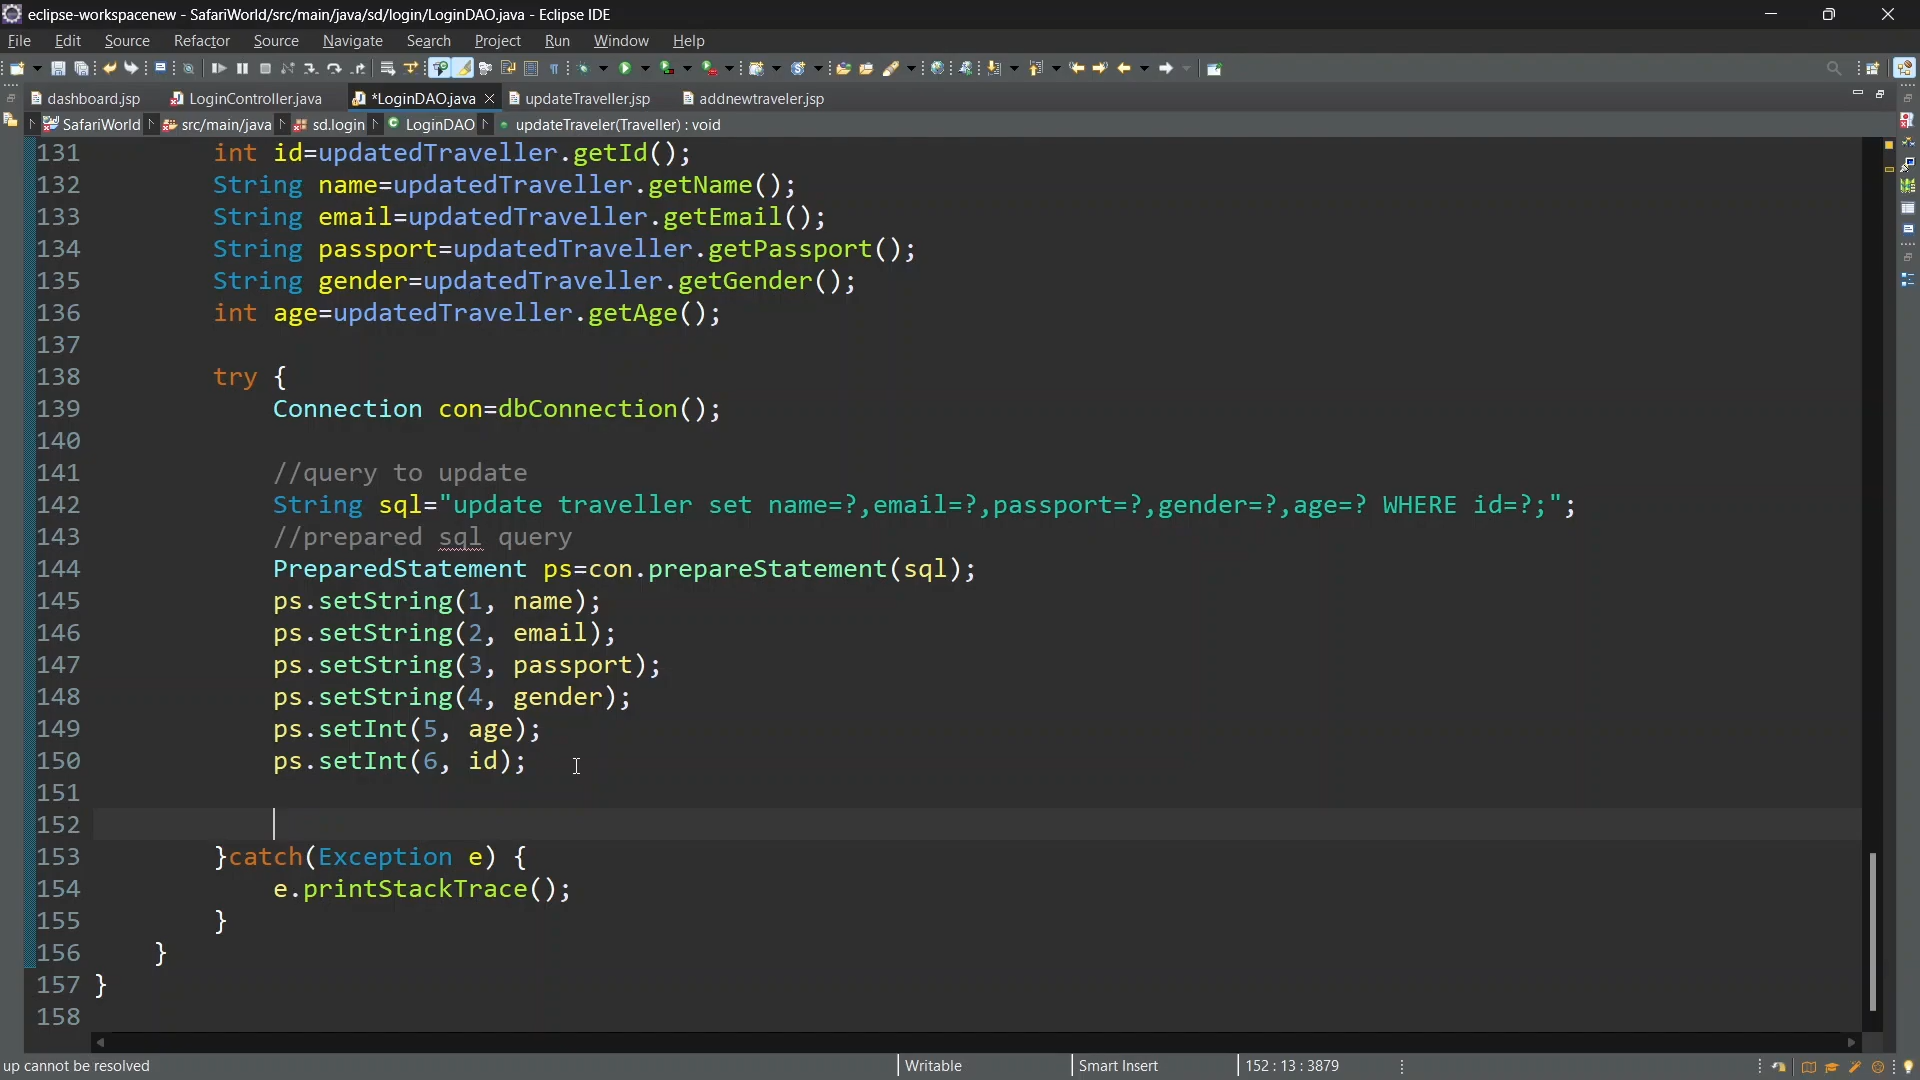 eclipse-workspacenew - SafariWorld/src/main/java/sd/login/LoginDAO.java - Eclipse IDE
File Edit Source Refactor Source Navigate Search Project Run Window Help
dashboard.jsp LoginController.java *LoginDAO.java updateTraveller.jsp addnewtraveler.jsp
SafariWorld src/main/java sd.login LoginDAO updateTraveler(Traveller) : void
131 int id=updatedTraveller.getId();
132 String name=updatedTraveller.getName();
133 String email=updatedTraveller.getEmail();
134 String passport=updatedTraveller.getPassport();
135 String gender=updatedTraveller.getGender();
136 int age=updatedTraveller.getAge();
137
138 try {
139 Connection con=dbConnection();
140
141 //query to update
142 String sql="update traveller set name=?,email=?,passport=?,gender=?,age=? WHERE id=?;";
143 //prepared sql query
144 PreparedStatement ps=con.prepareStatement(sql);
145 ps.setString(1, name);
146 ps.setString(2, email);
147 ps.setString(3, passport);
148 ps.setString(4, gender);
149 ps.setInt(5, age);
150 ps.setInt(6, id);
151
152
153 }catch(Exception e) {
154 e.printStackTrace();
155 }
156 }
157 }
158
up cannot be resolved Writable Smart Insert 152 : 13 : 3879